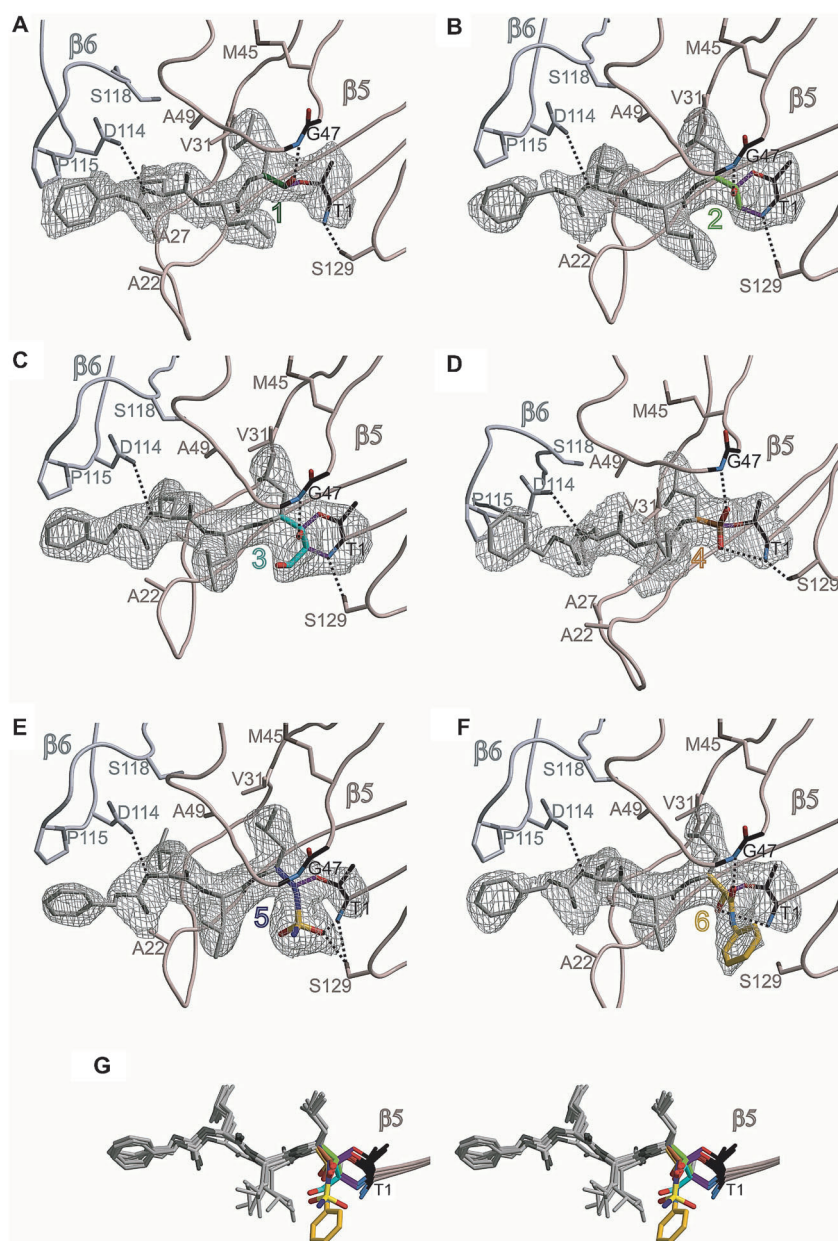 A
β6
M45
β5
S118
A49
V31
D114
P115
G47
1
T1
A27
A22
S129
B
β6
M45
β5
S118
V31
A49
D114
P115
G47
2
T1
A22
S129
C
β6
M45
β5
S118
V31
A49
D114
P115
G47
3
T1
A22
S129
D
β6
M45
β5
S118
A49
G47
P115
D114
V31
4
T1
S129
A27
A22
E
β6
M45
S118
V31
β5
A49
D114
P115
G47
5
T1
A22
S129
F
β6
M45
β5
S118
V31
A49
D114
P115
G47
6
T1
A22
S129
G
β5
T1
β5
T1